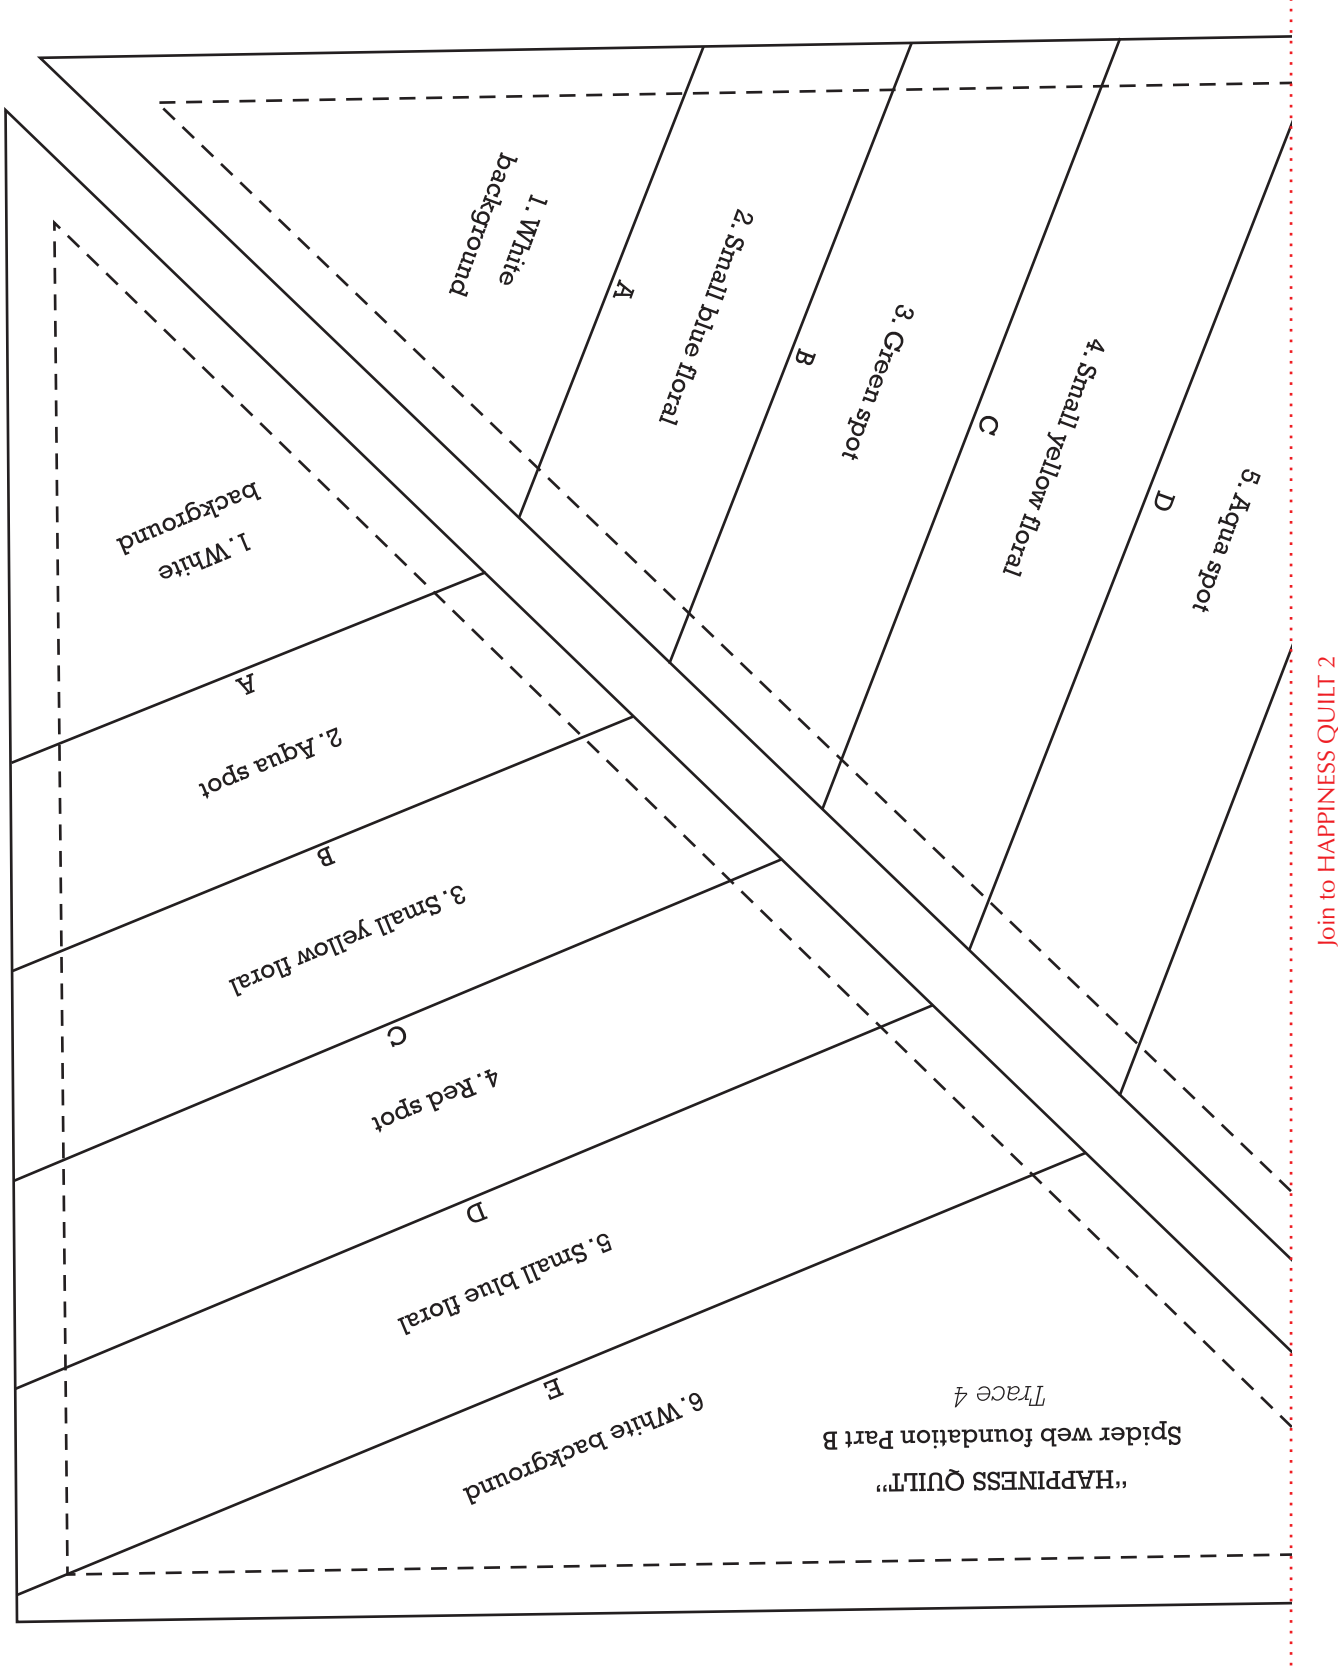 1. White
background
A
2. Small blue floral
B
3. Green spot
C
4. Small yellow floral
D
5. Aqua spot
1. White
background
A
2. Aqua spot
B
3. Small yellow floral
C
4. Red spot
D
5. Small blue floral
E
6. White background
"HAPPINESS QUILT"
Spider web foundation Part B
Trace 4
Join to HAPPINESS QUILT 2